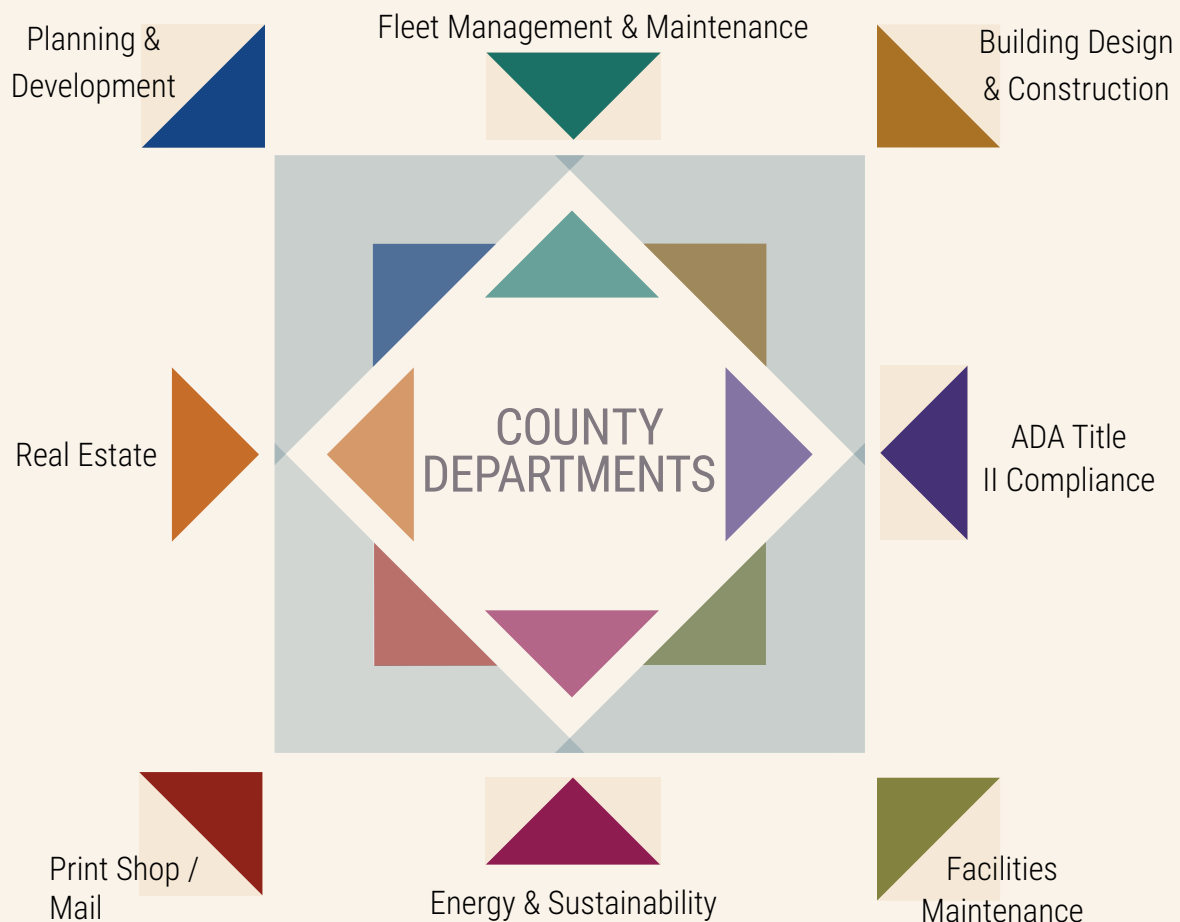 Fleet Management & Maintenance
Planning &
Development
Building Design
& Construction
COUNTY
DEPARTMENTS
Real Estate
ADA Title
II Compliance
Print Shop /
Mail
Energy & Sustainability
Facilities
Maintenance